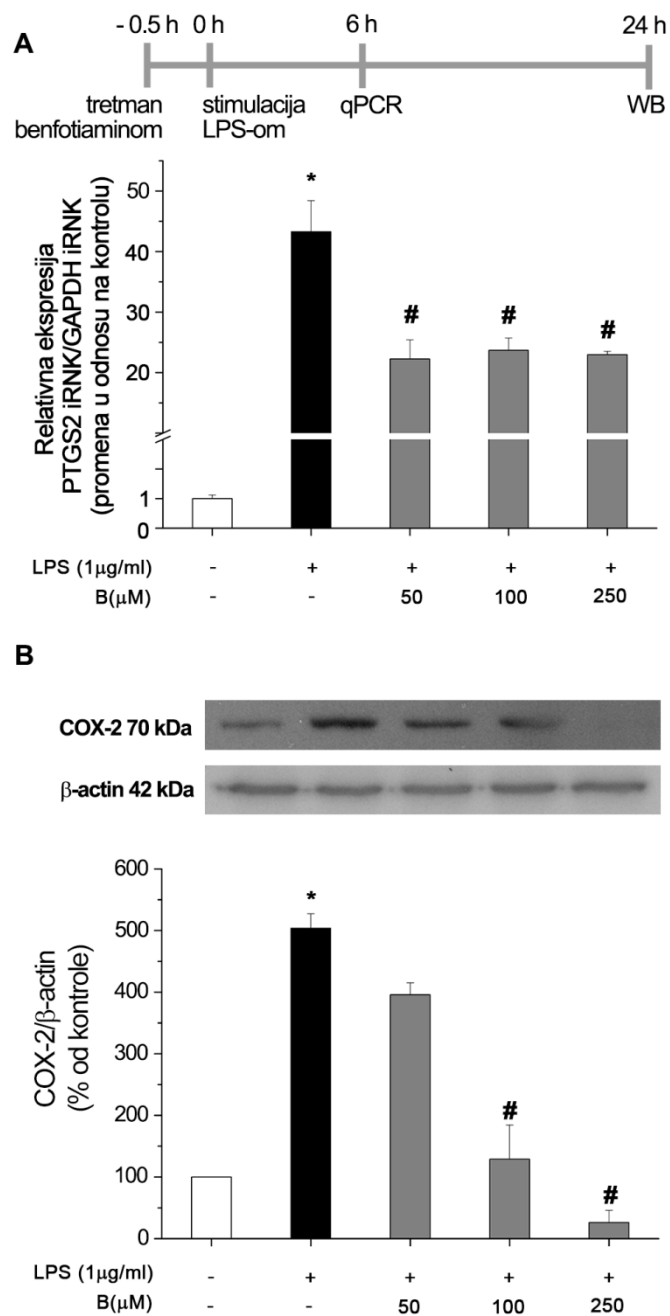 A
- 0.5 h 0 h 6 h 24 h
tretman stimulacija qPCR WB
benfotiaminom LPS-om
Relativna ekspresija
PTGS2 iRNK/GAPDH iRNK
(promena u odnosu na kontrolu)
50
40
30
20
1
0
*
# # #
LPS (1μg/ml) - + + + +
B(μM) - - 50 100 250
B
COX-2 70 kDa
β-actin 42 kDa
COX-2/β-actin
(% od kontrole)
600
500
400
300
200
100
0
*
#
#
LPS (1μg/ml) - + + + +
B(μM) - - 50 100 250